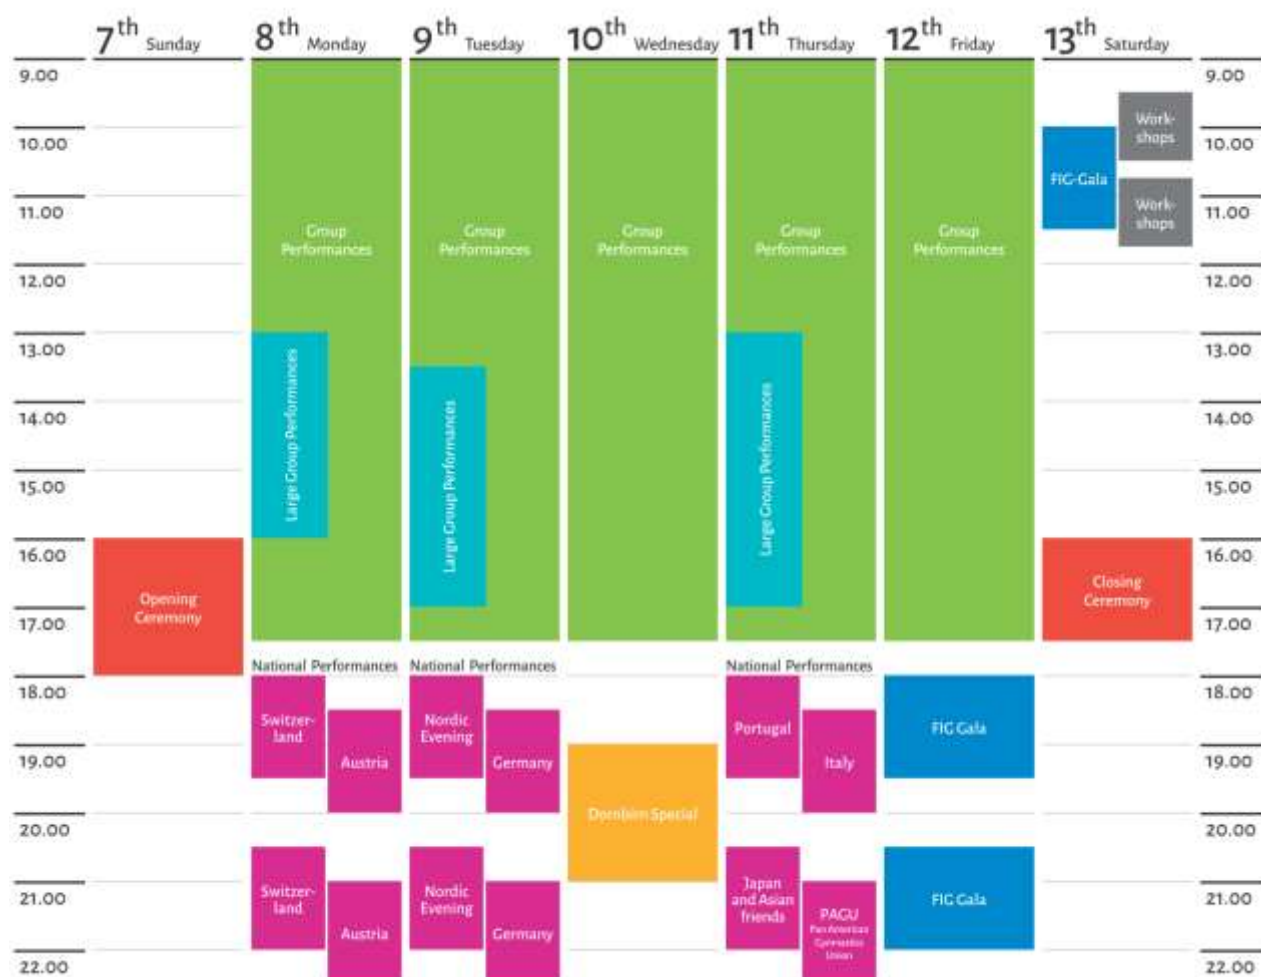 7th Sunday
8th Monday
9th Tuesday
10th Wednesday
11th Thursday
12th Friday
13th Saturday
9.00
9.00
Work-
shops
10.00
10.00
FIG-Gala
11.00
Work-
shops
11.00
Group
Performances
Group
Performances
Group
Performances
Group
Performances
Group
Performances
12.00
12.00
13.00
13.00
Large Group Performances
Large Group Performances
Large Group Performances
14.00
14.00
15.00
15.00
16.00
16.00
Opening
Ceremony
Closing
Ceremony
17.00
17.00
National Performances
National Performances
National Performances
18.00
18.00
Switzer-
land
Austria
Nordic
Evening
Germany
Portugal
Italy
FIG Gala
19.00
19.00
Dornbirn Special
20.00
20.00
21.00
21.00
Switzer-
land
Austria
Nordic
Evening
Germany
Japan
and Asian
friends
PAGU
Pan American
Gymnastics
Union
FIG Gala
22.00
22.00